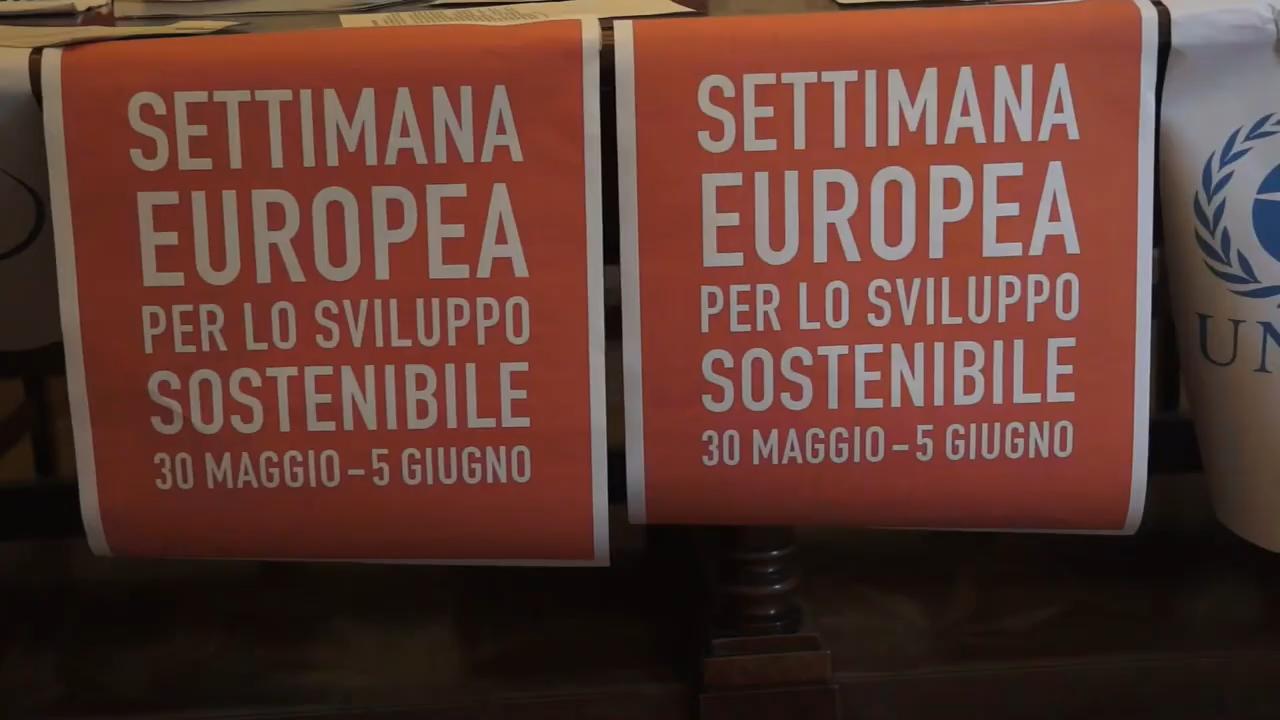 SETTIMANA
EUROPEA
PER LO SVILUPPO
SOSTENIBILE
30 MAGGIO – 5 GIUGNO
SETTIMANA
EUROPEA
PER LO SVILUPPO
SOSTENIBILE
30 MAGGIO – 5 GIUGNO